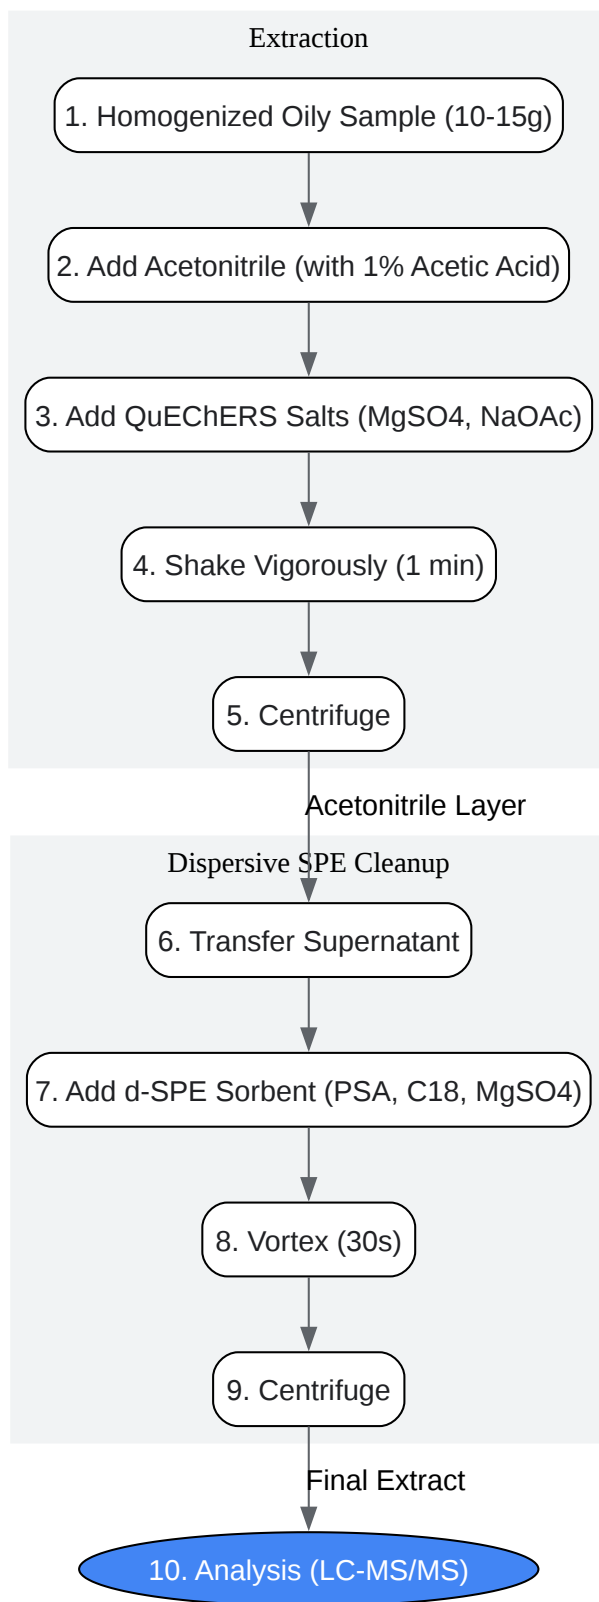 Extraction
1. Homogenized Oily Sample (10-15g)
2. Add Acetonitrile (with 1% Acetic Acid)
3. Add QuEChERS Salts (MgSO4, NaOAc)
4. Shake Vigorously (1 min)
5. Centrifuge
Acetonitrile Layer
Dispersive SPE Cleanup
6. Transfer Supernatant
7. Add d-SPE Sorbent (PSA, C18, MgSO4)
8. Vortex (30s)
9. Centrifuge
Final Extract
10. Analysis (LC-MS/MS)